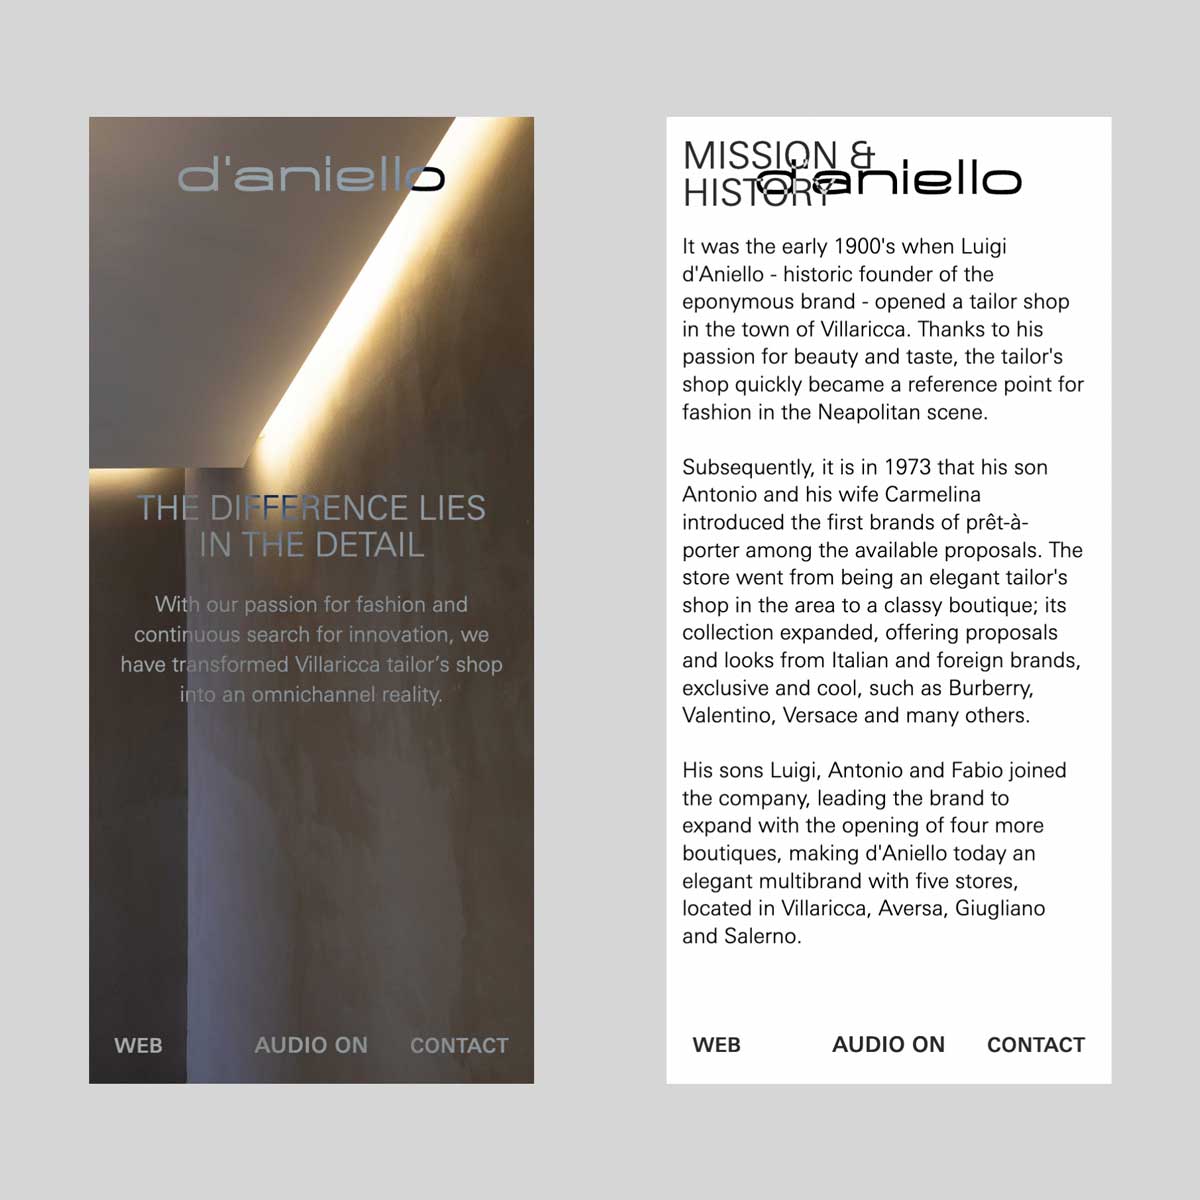 d'aniello
THE DIFFERENCE LIES
IN THE DETAIL
With our passion for fashion and
continuous search for innovation, we
have transformed Villaricca tailor’s shop
into an omnichannel reality.
WEB
AUDIO ON
CONTACT
MISSION &
HISTORY
d'aniello
It was the early 1900's when Luigi
d'Aniello - historic founder of the
eponymous brand - opened a tailor shop
in the town of Villaricca. Thanks to his
passion for beauty and taste, the tailor's
shop quickly became a reference point for
fashion in the Neapolitan scene.
Subsequently, it is in 1973 that his son
Antonio and his wife Carmelina
introduced the first brands of prêt-à-
porter among the available proposals. The
store went from being an elegant tailor's
shop in the area to a classy boutique; its
collection expanded, offering proposals
and looks from Italian and foreign brands,
exclusive and cool, such as Burberry,
Valentino, Versace and many others.
His sons Luigi, Antonio and Fabio joined
the company, leading the brand to
expand with the opening of four more
boutiques, making d'Aniello today an
elegant multibrand with five stores,
located in Villaricca, Aversa, Giugliano
and Salerno.
WEB
AUDIO ON
CONTACT